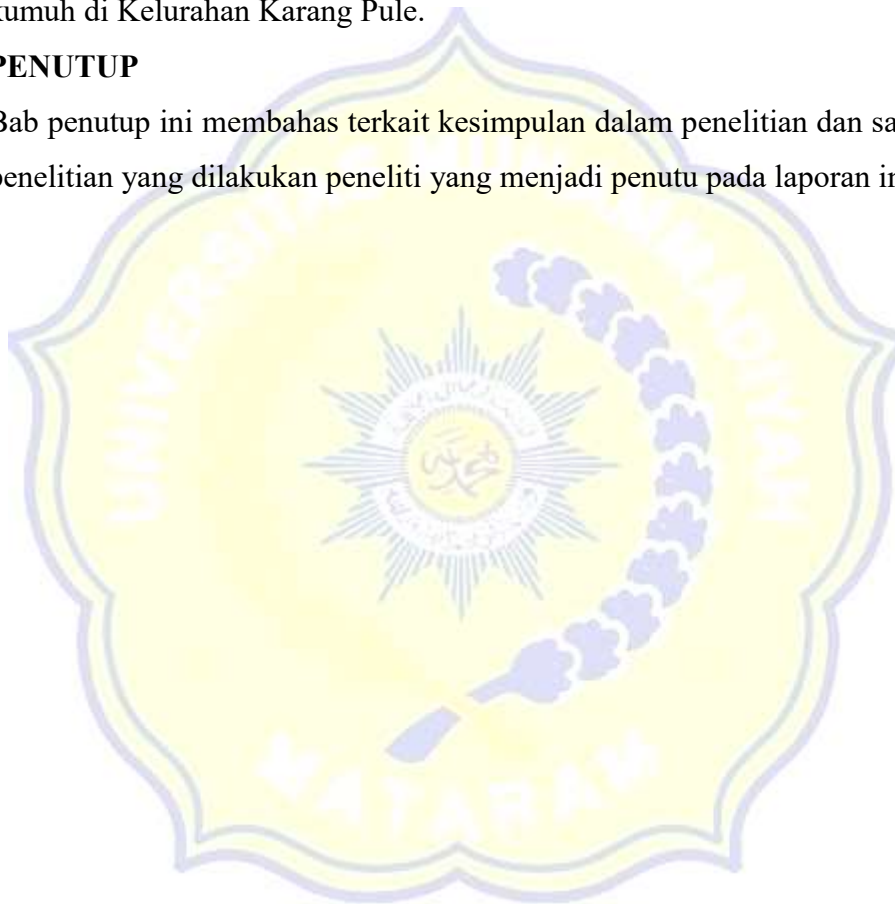 kumuh di Kelurahan Karang Pule.
PENUTUP
Bab penutup ini membahas terkait kesimpulan dalam penelitian dan sa
penelitian yang dilakukan peneliti yang menjadi penutu pada laporan in
UNIVERSITAS MUHAMMADIYAH
MATARAM